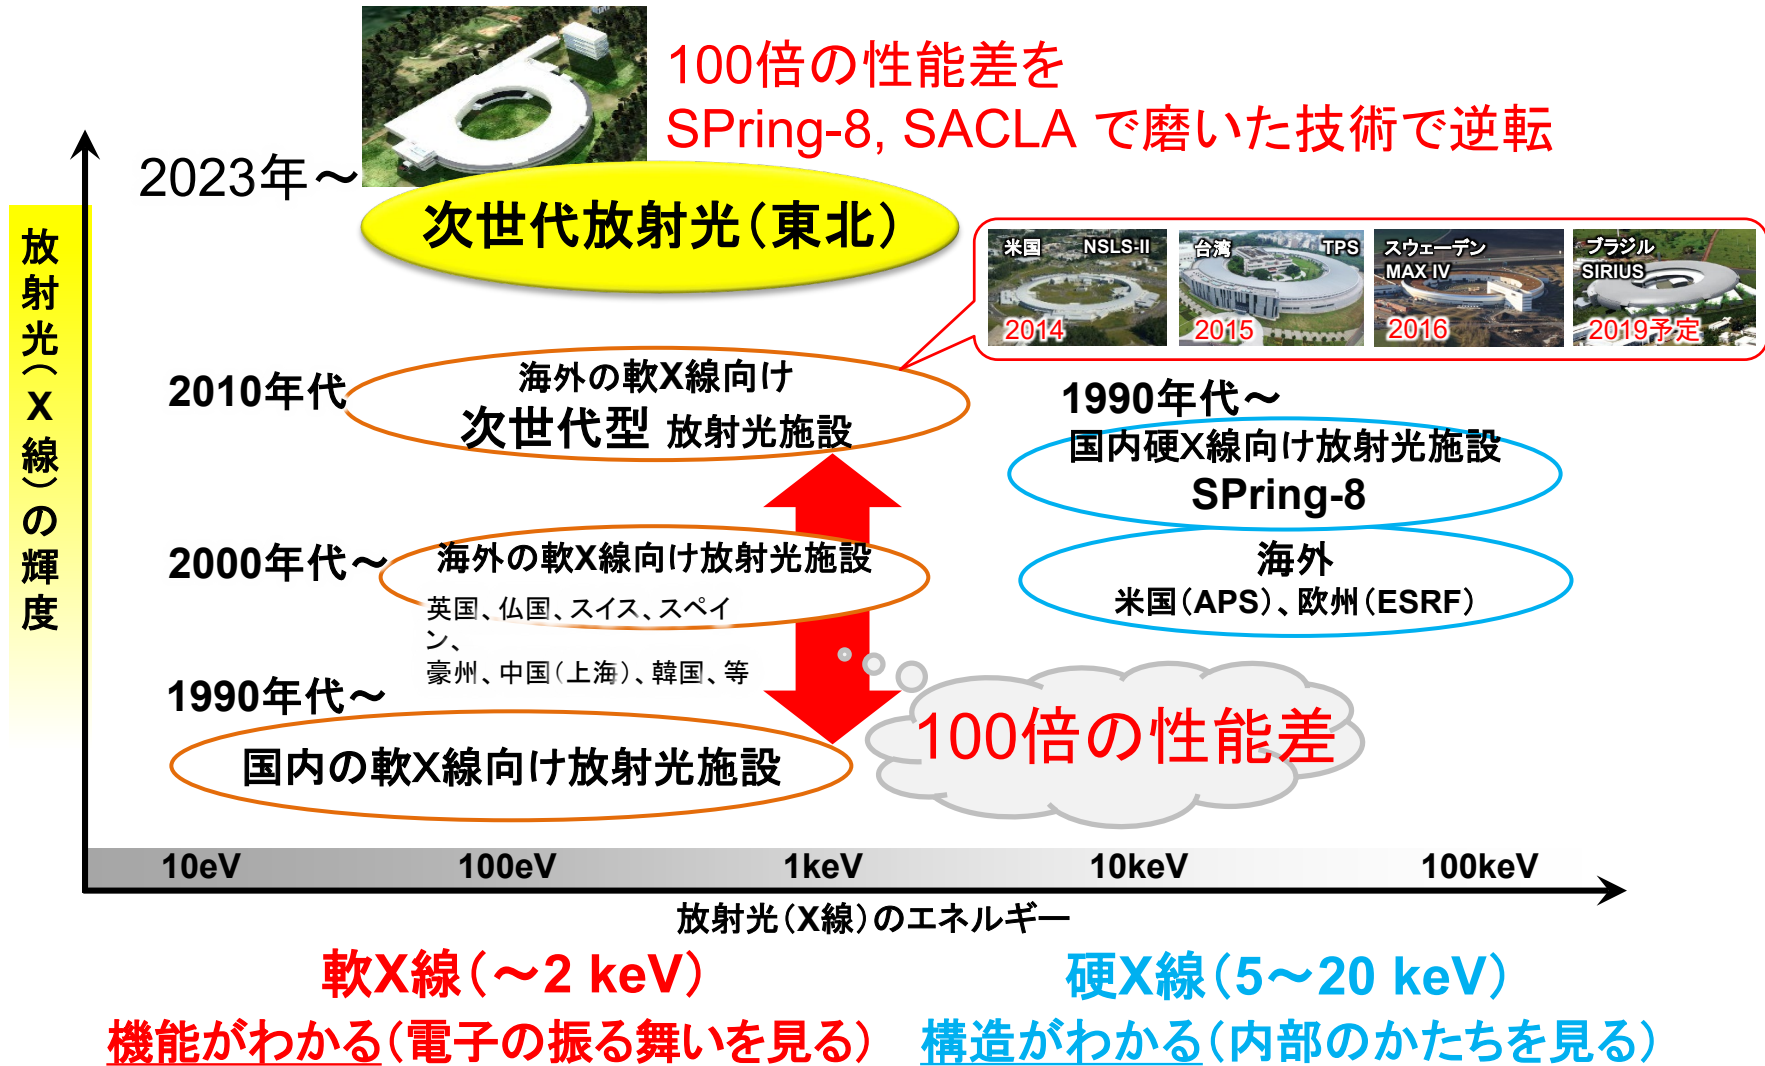 100倍の性能差を
SPring-8, SACLA で磨いた技術で逆転
2023年～
次世代放射光（東北）
米国 NSLS-II
2014
台湾 TPS
2015
スウェーデン
MAX IV
2016
ブラジル
SIRIUS
2019予定
放射光（X線）の輝度
2010年代
海外の軟X線向け
次世代型 放射光施設
1990年代～
国内硬X線向け放射光施設
SPring-8
2000年代～
海外の軟X線向け放射光施設
英国、仏国、スイス、スペイ
ン、
豪州、中国（上海）、韓国、等
海外
米国（APS）、欧州（ESRF）
1990年代～
国内の軟X線向け放射光施設
100倍の性能差
10eV 100eV 1keV 10keV 100keV
放射光（X線）のエネルギー
軟X線（～2 keV）
機能がわかる（電子の振る舞いを見る）
硬X線（5～20 keV）
構造がわかる（内部のかたちを見る）